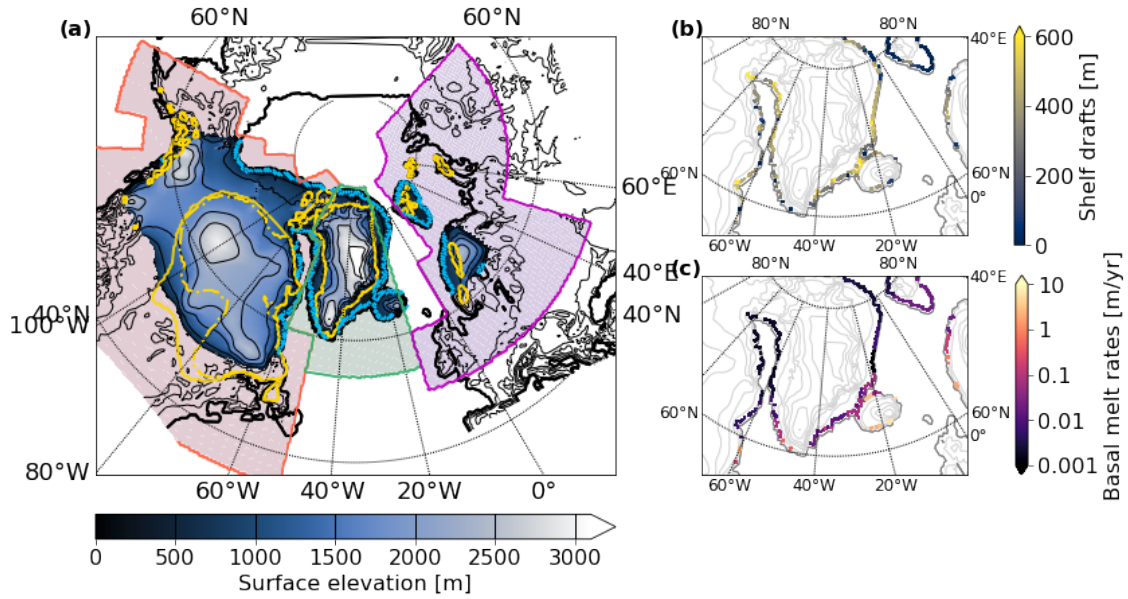 (a)
60°N
60°N
60°E
40°E
40°N
40°N
100°W
80°W
60°W
40°W
20°W
0°
0
500
1000
1500
2000
2500
3000
Surface elevation [m]
(b)
80°N
80°N
40°E
60°N
60°N
0°
60°W
40°W
20°W
600
400
200
0
Shelf drafts [m]
(c)
80°N
80°N
40°E
60°N
60°N
0°
60°W
40°W
20°W
10
1
0.1
0.01
0.001
Basal melt rates [m/yr]